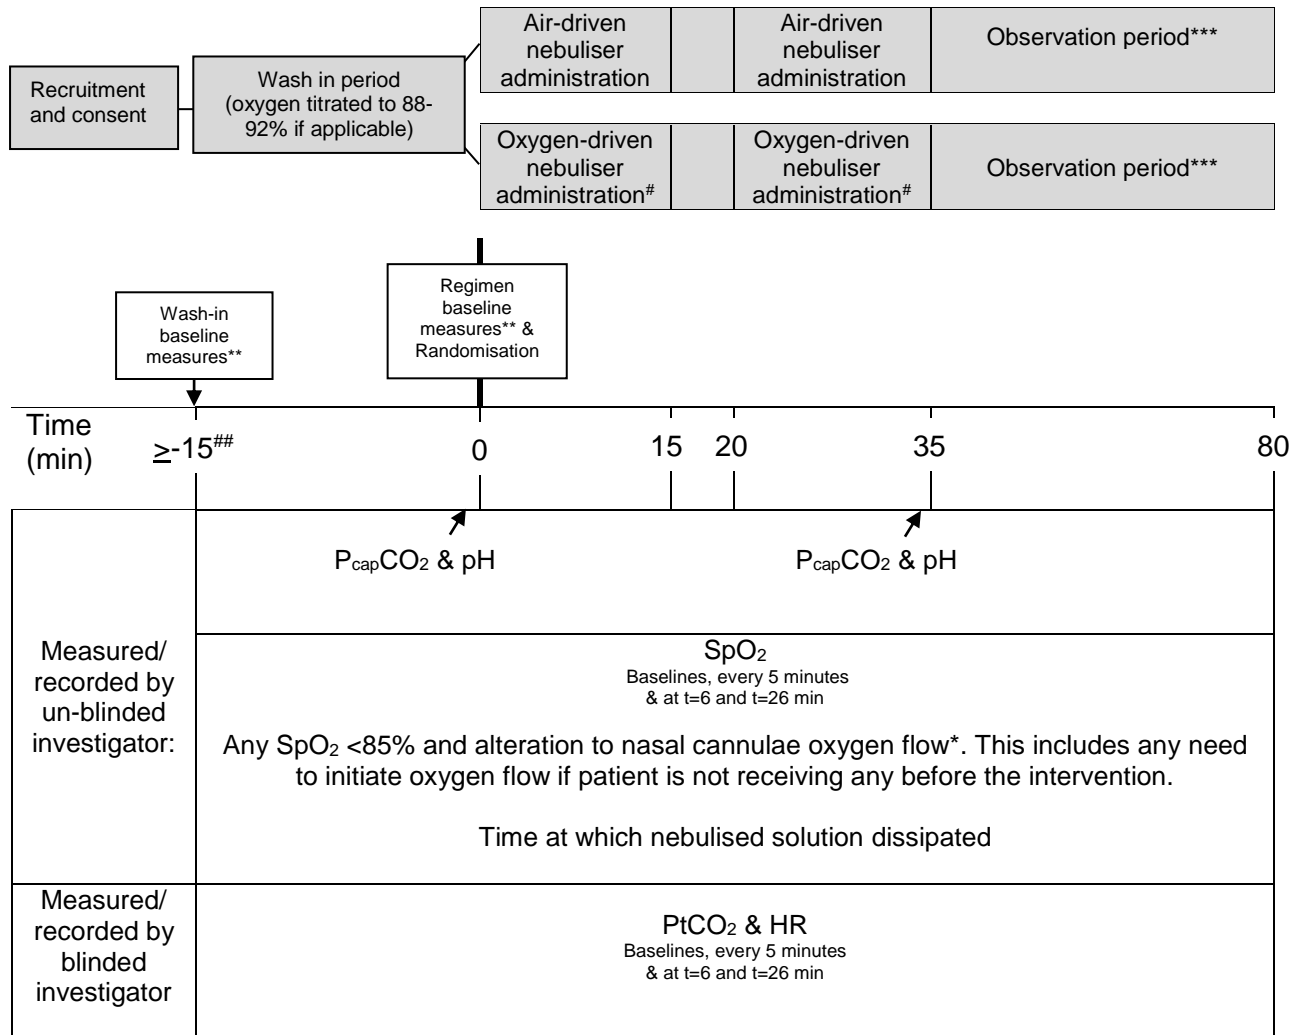 Recruitment
and consent
Wash in period
(oxygen titrated to 88-
92% if applicable)
Air-driven
nebuliser
administration
Air-driven
nebuliser
administration
Observation period***
Oxygen-driven
nebuliser
administration#
Oxygen-driven
nebuliser
administration#
Observation period***
Wash-in
baseline
measures**
Regimen
baseline
measures** &
Randomisation
Time
(min)
≥-15##
0
15
20
35
80
PcapCO2 & pH
PcapCO2 & pH
Measured/
recorded by
un-blinded
investigator:
SpO2
Baselines, every 5 minutes
& at t=6 and t=26 min
Any SpO2 <85% and alteration to nasal cannulae oxygen flow*. This includes any need
to initiate oxygen flow if patient is not receiving any before the intervention.
Time at which nebulised solution dissipated
Measured/
recorded by
blinded
investigator
PtCO2 & HR
Baselines, every 5 minutes
& at t=6 and t=26 min